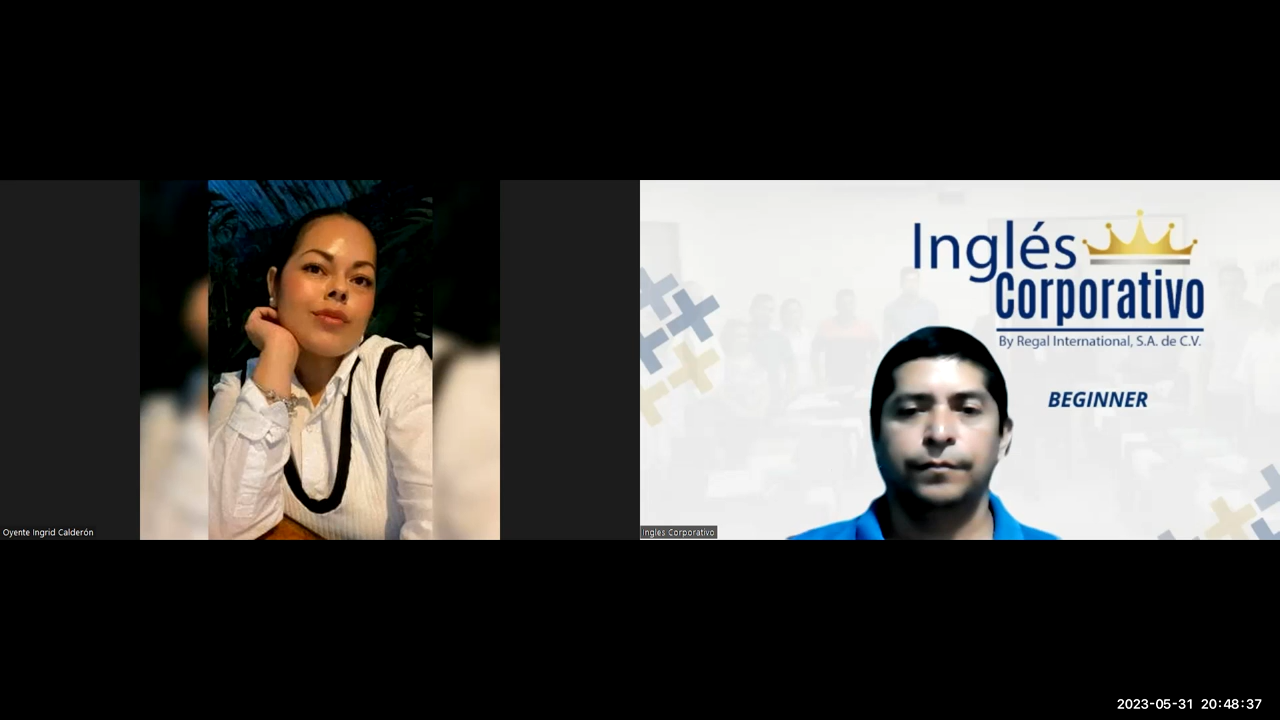 Inglés
Corporativo
By Regal International, S.A. de C.V.
BEGINNER
Oyente Ingrid Calderón
Ingles Corporativo
2023-05-31 20:48:37